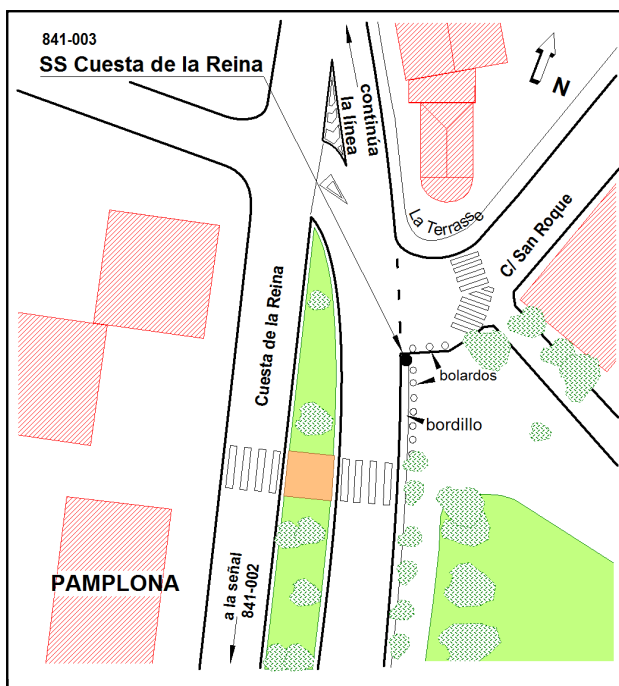 841-003
SS Cuesta de la Reina
continúa
la línea
N
La Terrasse
C/ San Roque
Cuesta de la Reina
bolardos
bordillo
a la señal
841-002
PAMPLONA